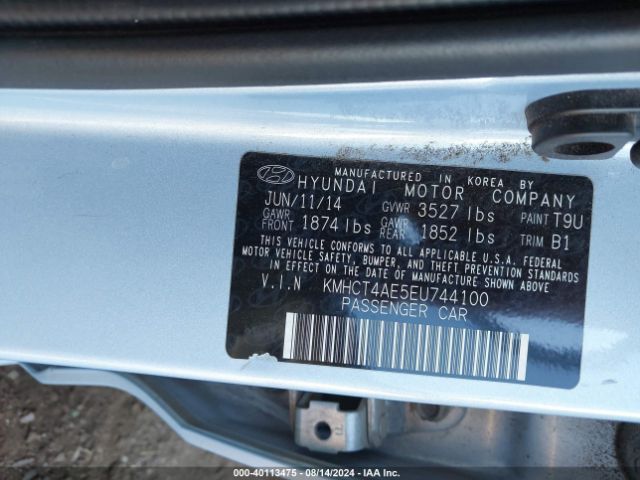 MANUFACTURED IN KOREA BY
HYUNDAI MOTOR COMPANY
JUN/11/14 GVWR 3527 lbs PAINT T9U
GAWR FRONT 1874 lbs GAWR REAR 1852 lbs TRIM B1
THIS VEHICLE CONFORMS TO ALL APPLICABLE U.S.A. FEDERAL
MOTOR VEHICLE SAFETY, BUMPER, AND THEFT PREVENTION STANDARDS
IN EFFECT ON THE DATE OF MANUFACTURE SHOWN ABOVE.
V.I.N KMHCT4AE5EU744100
PASSENGER CAR
000-40113475 - 08/14/2024 - IAA Inc.